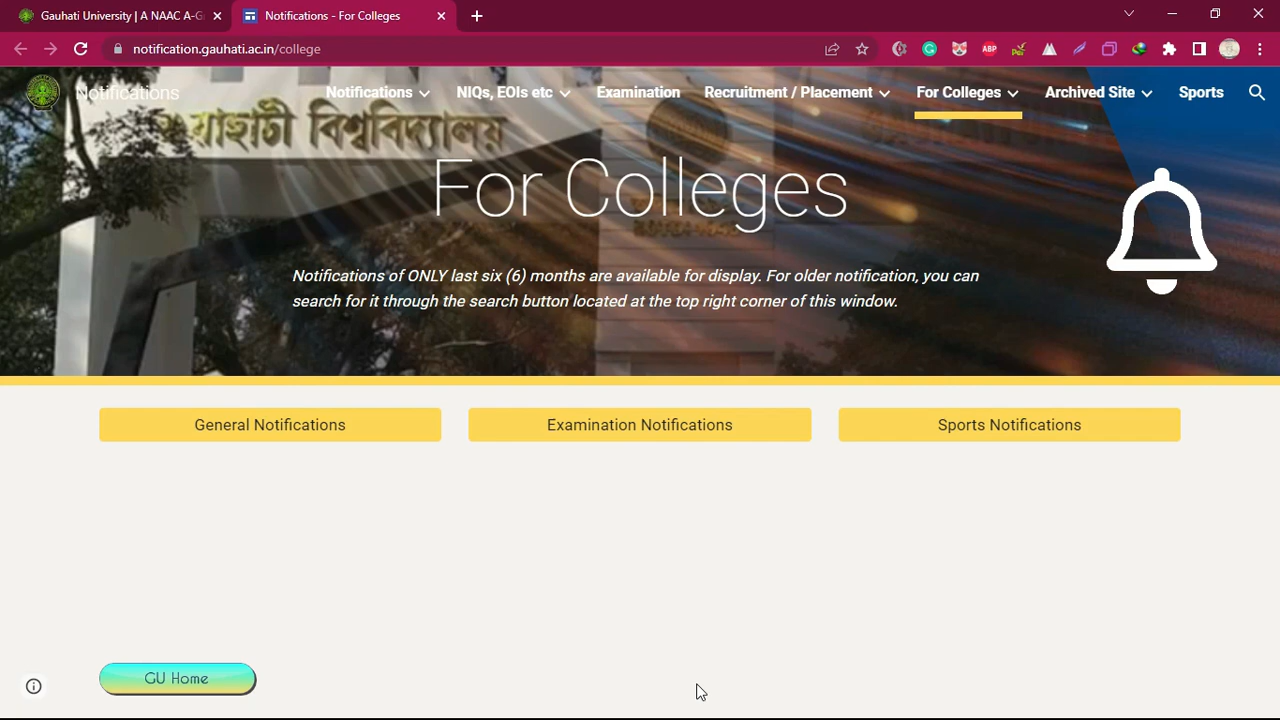 Gauhati University | A NAAC A-G
Notifications - For Colleges
notification.gauhati.ac.in/college
ABP
Notifications
Notifications
NIQs, EOIs etc
Examination
Recruitment / Placement
For Colleges
Archived Site
Sports
বিশ্ববিদ্যালয়
For Colleges
Notifications of ONLY last six (6) months are available for display. For older notification, you can
search for it through the search button located at the top right corner of this window.
General Notifications
Examination Notifications
Sports Notifications
GU Home